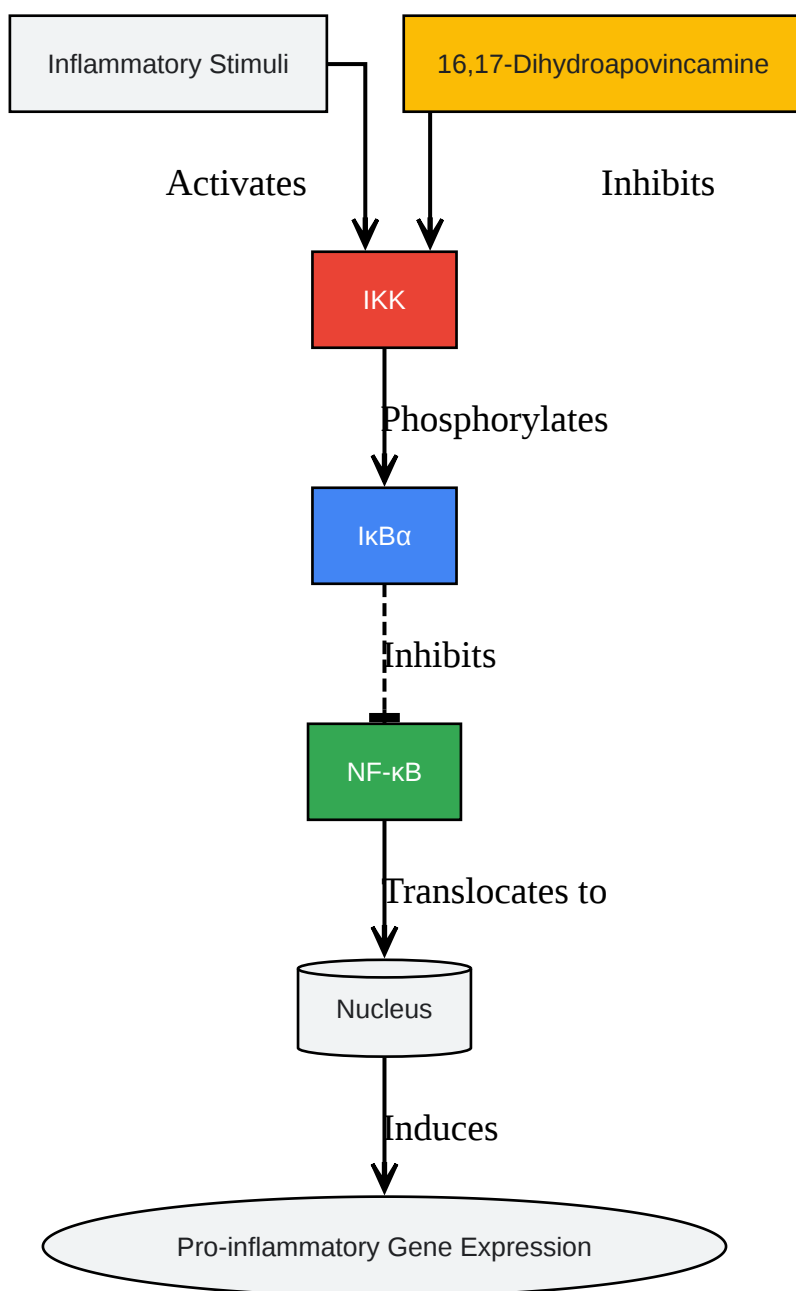 Inflammatory Stimuli
16,17-Dihydroapovincamine
Activates
Inhibits
IKK
Phosphorylates
IκBα
Inhibits
NF-κB
Translocates to
Nucleus
Induces
Pro-inflammatory Gene Expression